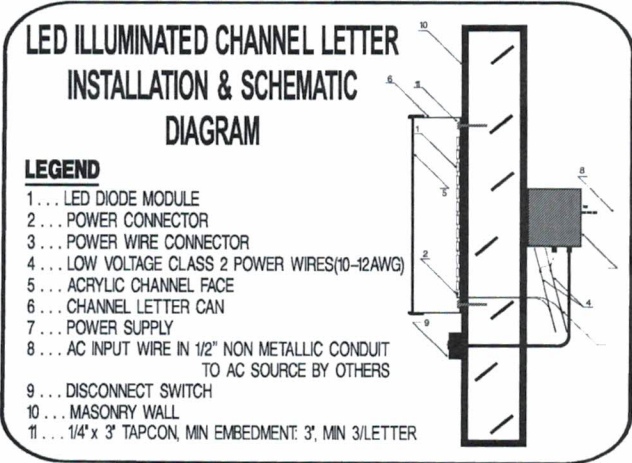 LED ILLUMINATED CHANNEL LETTER
INSTALLATION & SCHEMATIC
DIAGRAM
LEGEND
1 . . . LED DIODE MODULE
2 . . . POWER CONNECTOR
3 . . . POWER WIRE CONNECTOR
4 . . . LOW VOLTAGE CLASS 2 POWER WIRES(10-12AWG)
5 . . . ACRYLIC CHANNEL FACE
6 . . . CHANNEL LETTER CAN
7 . . . POWER SUPPLY
8 . . . AC INPUT WIRE IN 1/2" NON METALLIC CONDUIT
TO AC SOURCE BY OTHERS
9 . . . DISCONNECT SWITCH
10 . . . MASONRY WALL
11 . . . 1/4" x 3" TAPCON, MIN EMBEDMENT: 3", MIN 3/LETTER
10
6
11
1
5
8
2
4
9